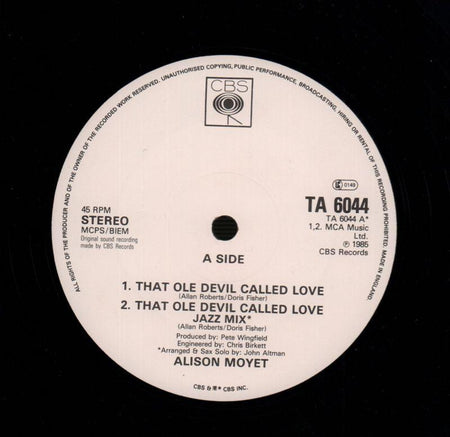 ALL RIGHTS OF THE PRODUCER AND OF THE OWNER OF THE RECORDED WORK RESERVED. UNAUTHORISED COPYING, PUBLIC PERFORMANCE, BROADCASTING, HIRING OR RENTAL OF THIS RECORDING PROHIBITED. MADE IN ENGLAND.
CBS
45 RPM
STEREO
MCPS/BIEM
Original sound recording
made by CBS Records
0149
TA 6044
TA 6044 A*
1,2. MCA Music
Ltd.
℗ 1985
CBS Records
A SIDE
1. THAT OLE DEVIL CALLED LOVE
(Allan Roberts/Doris Fisher)
2. THAT OLE DEVIL CALLED LOVE
JAZZ MIX*
(Allan Roberts/Doris Fisher)
Produced by: Pete Wingfield
Engineered by: Chris Birkett
*Arranged & Sax Solo by: John Altman
ALISON MOYET
CBS & CBS INC.